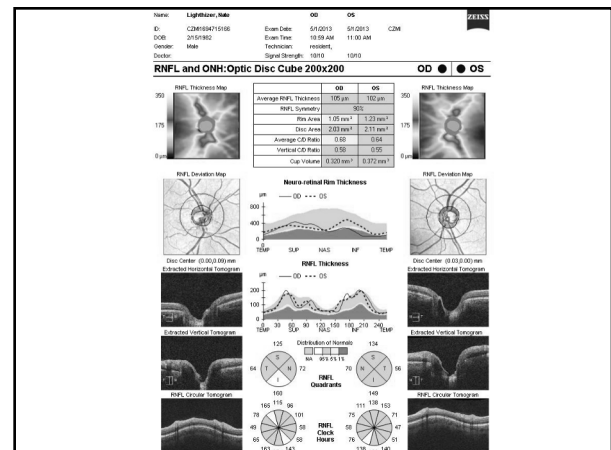 Name: Lighthizer, Nate OD OS
ID: CZMI1694715166 Exam Date: 5/1/2013 5/1/2013 CZMI
DOB: 2/15/1982 Exam Time: 10:59 AM 11:00 AM
Gender: Male Technician: resident,
Doctor: Signal Strength: 10/10 10/10
ZEISS
RNFL and ONH:Optic Disc Cube 200x200 OD OS
RNFL Thickness Map
350
175
0 µm
OD OS
Average RNFL Thickness 105 µm 102 µm
RNFL Symmetry 90%
Rim Area 1.05 mm² 1.23 mm²
Disc Area 2.03 mm² 2.11 mm²
Average C/D Ratio 0.68 0.64
Vertical C/D Ratio 0.58 0.55
Cup Volume 0.320 mm³ 0.372 mm³
RNFL Thickness Map
350
175
0 µm
RNFL Deviation Map
Disc Center (0.00,0.09) mm
Neuro-retinal Rim Thickness
µm OD OS
800
400
0
TEMP SUP NAS INF TEMP
RNFL Deviation Map
Disc Center (0.03,0.00) mm
Extracted Horizontal Tomogram
RNFL Thickness
µm OD OS
200
100
0
0 30 60 90 120 150 180 210 240
TEMP SUP NAS INF TEMP
Extracted Horizontal Tomogram
Extracted Vertical Tomogram
125
S
64 T N 72
I
160
Distribution of Normals
NA 95% 5% 1%
RNFL
Quadrants
134
S
70 N T 56
I
149
Extracted Vertical Tomogram
RNFL Circular Tomogram
165 115 96
78 101
49 58
65 58
163 143
RNFL
Clock
Hours
111 138 153
75 71
58 47
76 51
138 140
RNFL Circular Tomogram